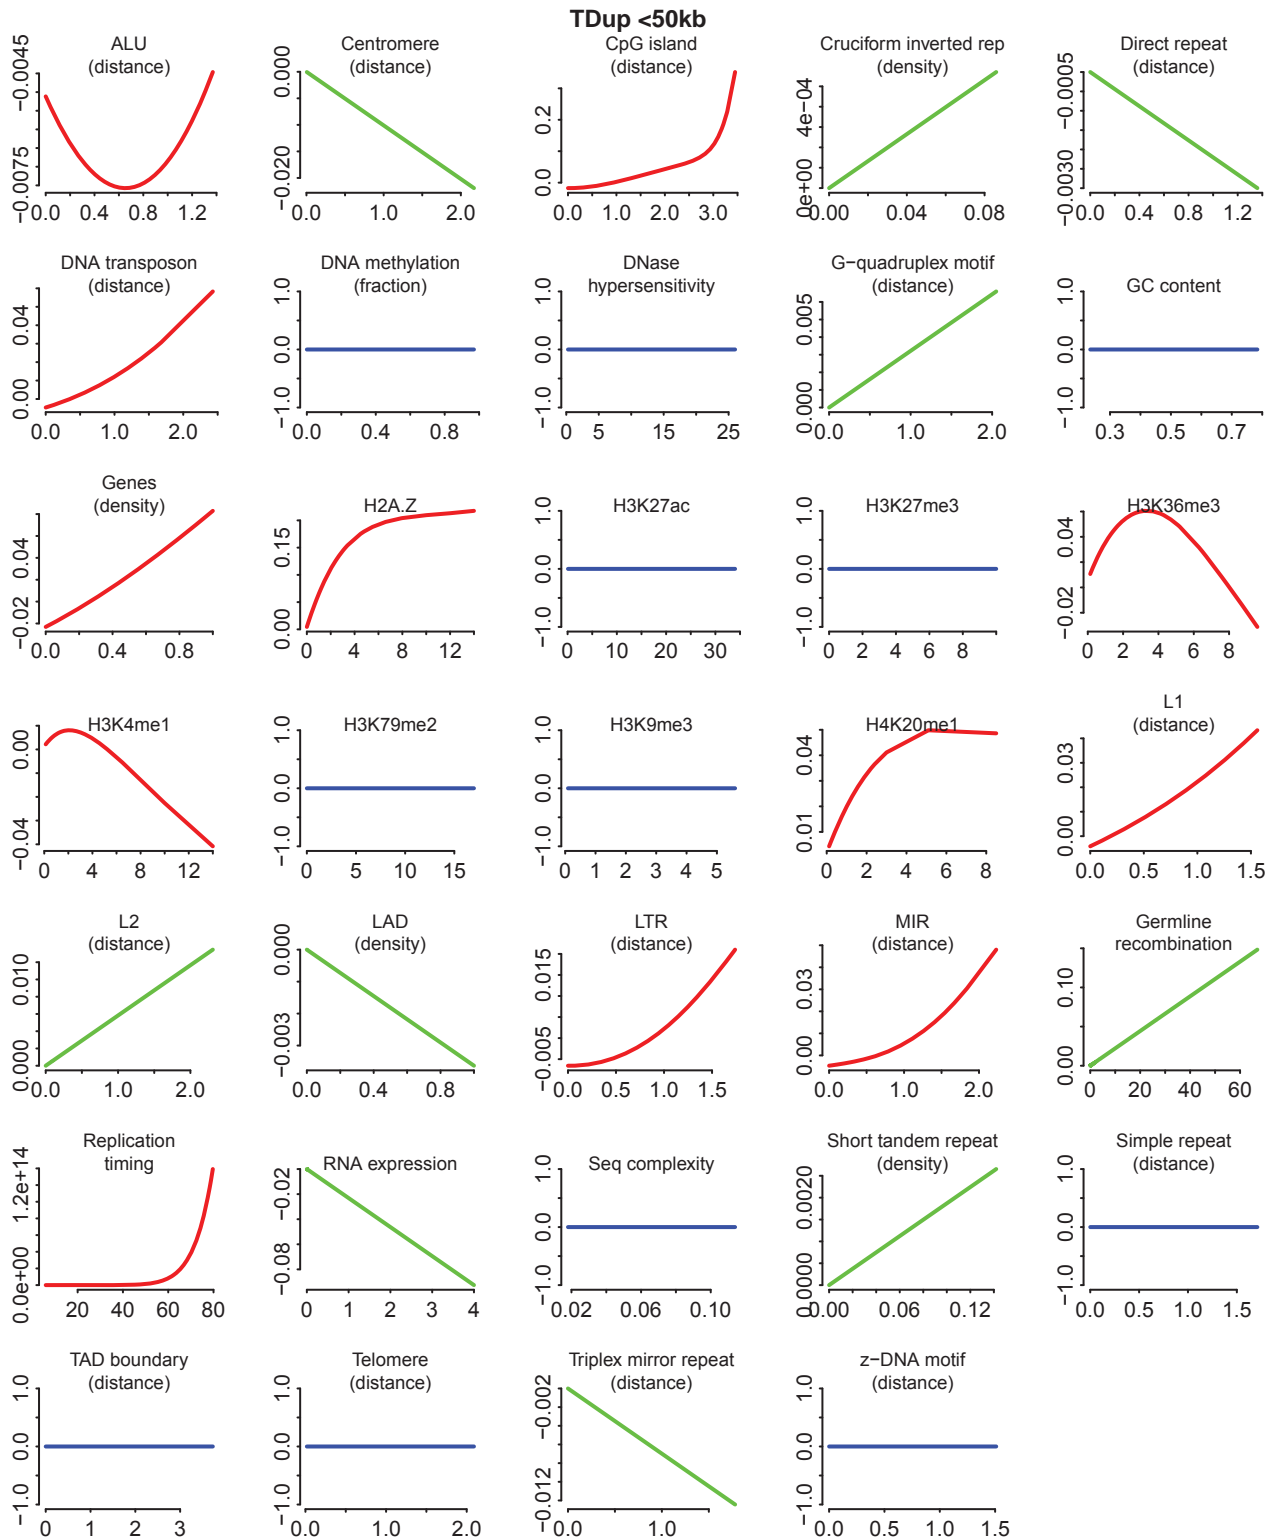 TDup <50kb
ALU
(distance)
−0.0075
−0.0045
0.0 0.4 0.8 1.2
Centromere
(distance)
−0.020
0.000
0.0 1.0 2.0
CpG island
(distance)
0.0
0.2
0.0 1.0 2.0 3.0
Cruciform inverted rep
(density)
0e+00
4e−04
0.00 0.04 0.08
Direct repeat
(distance)
−0.0030
−0.0005
0.0 0.4 0.8 1.2
DNA transposon
(distance)
0.00
0.04
0.0 1.0 2.0
DNA methylation
(fraction)
−1.0
0.0
1.0
0.0 0.4 0.8
DNase
hypersensitivity
−1.0
0.0
1.0
0 5 15 25
G−quadruplex motif
(distance)
0.000
0.005
0.0 1.0 2.0
GC content
−1.0
0.0
1.0
0.3 0.5 0.7
Genes
(density)
−0.02
0.04
0.0 0.4 0.8
H2A.Z
0.00
0.15
0 4 8 12
H3K27ac
−1.0
0.0
1.0
0 10 20 30
H3K27me3
−1.0
0.0
1.0
0 2 4 6 8
H3K36me3
−0.02
0.04
0 2 4 6 8
H3K4me1
−0.04
0.00
0 4 8 12
H3K79me2
−1.0
0.0
1.0
0 5 10 15
H3K9me3
−1.0
0.0
1.0
0 1 2 3 4 5
H4K20me1
0.01
0.04
0 2 4 6 8
L1
(distance)
0.00
0.03
0.0 0.5 1.0 1.5
L2
(distance)
0.000
0.010
0.0 1.0 2.0
LAD
(density)
−0.003
0.000
0.0 0.4 0.8
LTR
(distance)
−0.005
0.015
0.0 0.5 1.0 1.5
MIR
(distance)
0.00
0.03
0.0 1.0 2.0
Germline
recombination
0.00
0.10
0 20 40 60
Replication
timing
0.0e+00
1.2e+14
20 40 60 80
RNA expression
−0.08
−0.02
0 1 2 3 4
Seq complexity
−1.0
0.0
1.0
0.02 0.06 0.10
Short tandem repeat
(density)
0.0000
0.0020
0.00 0.06 0.12
Simple repeat
(distance)
−1.0
0.0
1.0
0.0 0.5 1.0 1.5
TAD boundary
(distance)
−1.0
0.0
1.0
0 1 2 3
Telomere
(distance)
−1.0
0.0
1.0
0.0 1.0 2.0
Triplex mirror repeat
(distance)
−0.012
−0.002
0.0 1.0
z−DNA motif
(distance)
−1.0
0.0
1.0
0.0 0.5 1.0 1.5